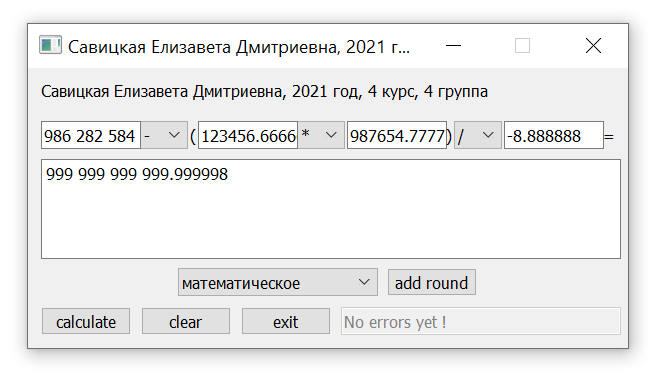 Савицкая Елизавета Дмитриевна, 2021 г...
Савицкая Елизавета Дмитриевна, 2021 год, 4 курс, 4 группа
986 282 584 - ( 123456.6666 * 987654.7777 ) / -8.888888 =
999 999 999 999.999998
математическое add round
calculate clear exit No errors yet !